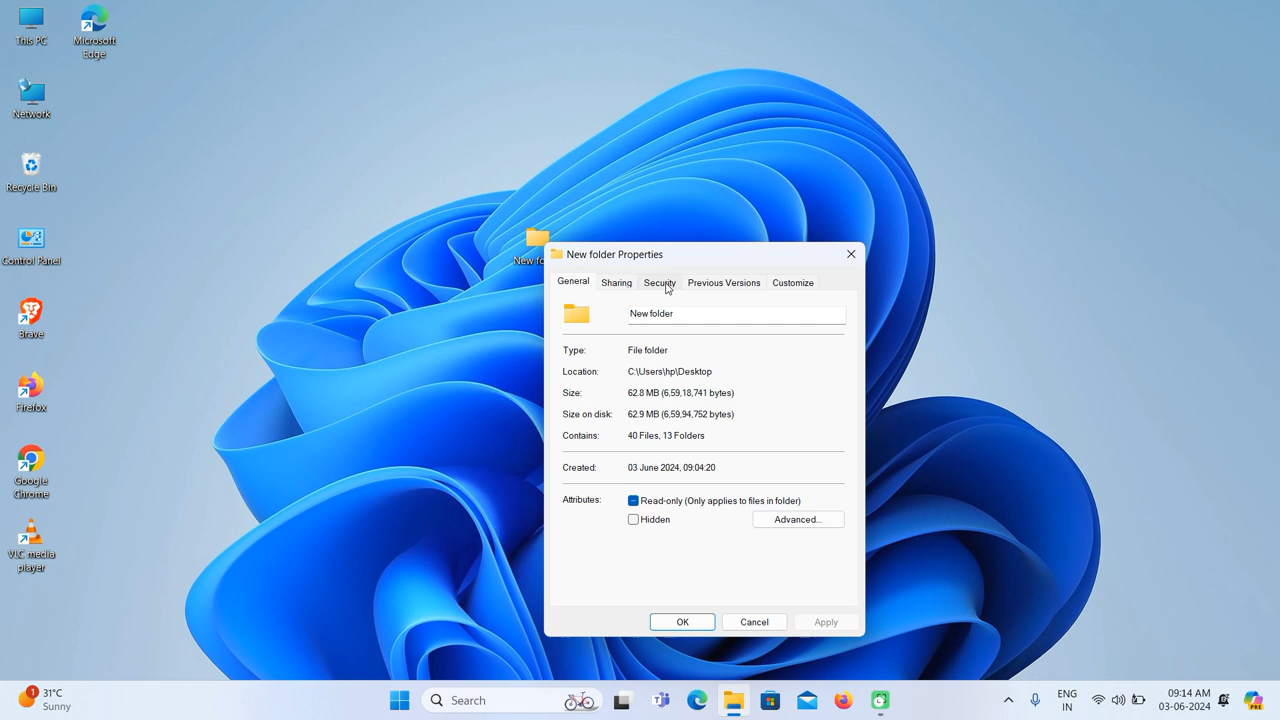 This PC
Microsoft
Edge
Network
Recycle Bin
Control Panel
Brave
Firefox
Google
Chrome
VLC media
player
New folder Properties
General
Sharing
Security
Previous Versions
Customize
New folder
Type: File folder
Location: C:\Users\hp\Desktop
Size: 62.8 MB (6,59,18,741 bytes)
Size on disk: 62.9 MB (6,59,94,752 bytes)
Contains: 40 Files, 13 Folders
Created: 03 June 2024, 09:04:20
Attributes: Read-only (Only applies to files in folder)
Hidden
Advanced...
OK
Cancel
Apply
1
31°C
Sunny
Search
ENG
IN
09:14 AM
03-06-2024
PRE